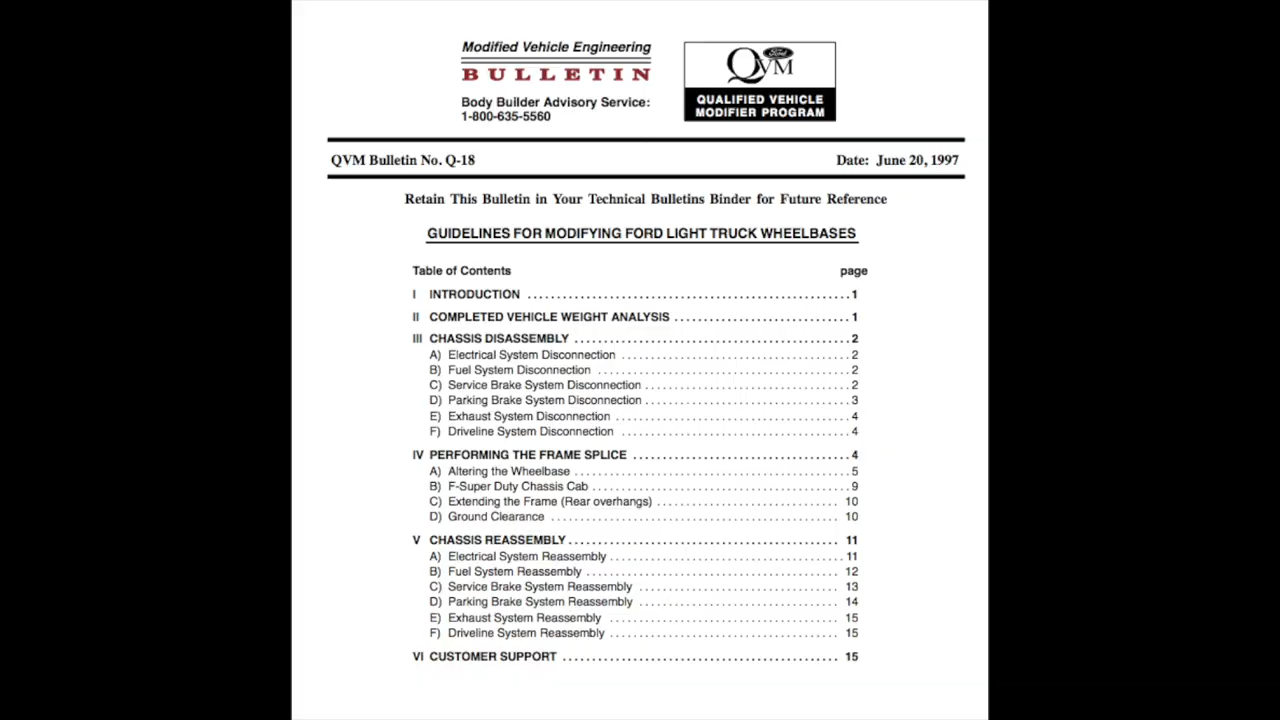 Modified Vehicle Engineering
BULLETIN
Body Builder Advisory Service:
1-800-635-5560
Ford
QVM
QUALIFIED VEHICLE
MODIFIER PROGRAM
QVM Bulletin No. Q-18 Date: June 20, 1997
Retain This Bulletin in Your Technical Bulletins Binder for Future Reference
GUIDELINES FOR MODIFYING FORD LIGHT TRUCK WHEELBASES
Table of Contents page
I INTRODUCTION ........................................................ 1
II COMPLETED VEHICLE WEIGHT ANALYSIS .............................. 1
III CHASSIS DISASSEMBLY ................................................ 2
A) Electrical System Disconnection ........................................ 2
B) Fuel System Disconnection ............................................ 2
C) Service Brake System Disconnection .................................... 2
D) Parking Brake System Disconnection .................................... 3
E) Exhaust System Disconnection ......................................... 4
F) Driveline System Disconnection ........................................ 4
IV PERFORMING THE FRAME SPLICE ...................................... 4
A) Altering the Wheelbase ................................................ 5
B) F-Super Duty Chassis Cab ............................................. 9
C) Extending the Frame (Rear overhangs) ................................ 10
D) Ground Clearance .................................................. 10
V CHASSIS REASSEMBLY ............................................... 11
A) Electrical System Reassembly ........................................ 11
B) Fuel System Reassembly ............................................ 12
C) Service Brake System Reassembly ................................... 13
D) Parking Brake System Reassembly ................................... 14
E) Exhaust System Reassembly ......................................... 15
F) Driveline System Reassembly ........................................ 15
VI CUSTOMER SUPPORT ................................................ 15